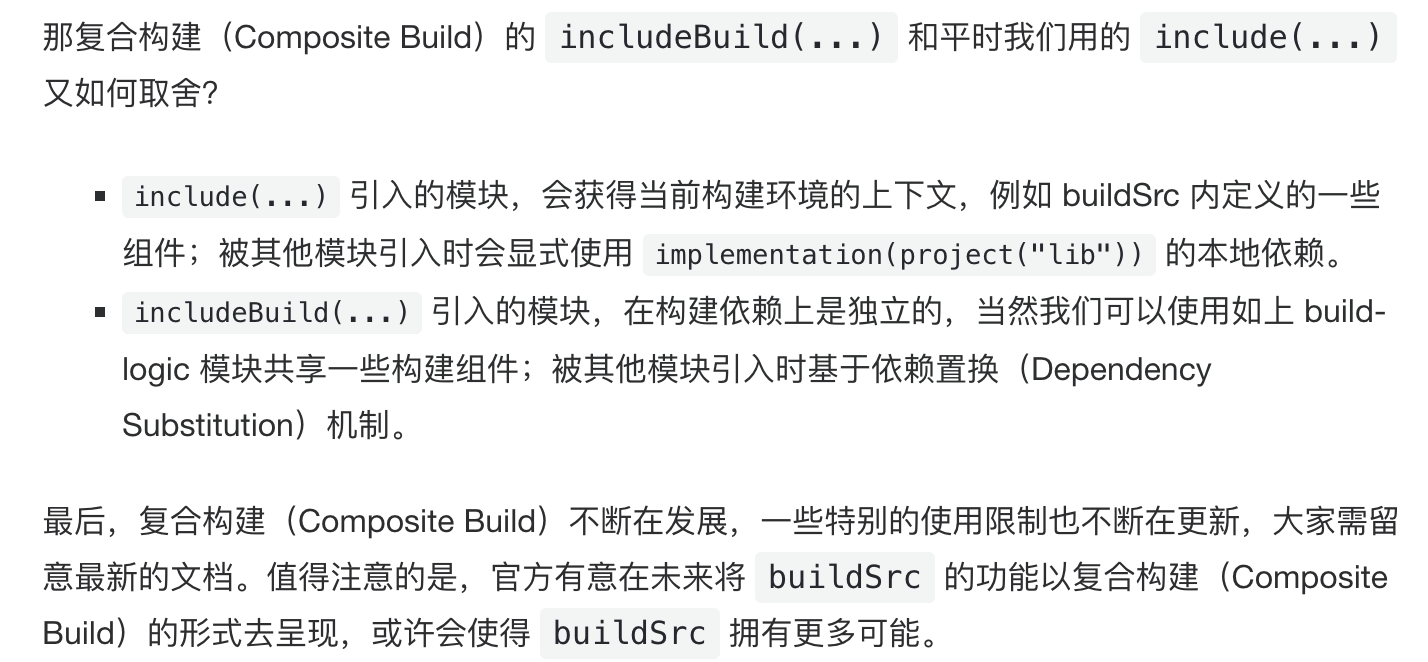 那复合构建（Composite Build）的 includeBuild(...) 和平时我们用的 include(...)
又如何取舍？
▪ include(...) 引入的模块，会获得当前构建环境的上下文，例如 buildSrc 内定义的一些
组件；被其他模块引入时会显式使用 implementation(project("lib")) 的本地依赖。
▪ includeBuild(...) 引入的模块，在构建依赖上是独立的，当然我们可以使用如上 build-
logic 模块共享一些构建组件；被其他模块引入时基于依赖置换（Dependency
Substitution）机制。
最后，复合构建（Composite Build）不断在发展，一些特别的使用限制也不断在更新，大家需留
意最新的文档。值得注意的是，官方有意在未来将 buildSrc 的功能以复合构建（Composite
Build）的形式去呈现，或许会使得 buildSrc 拥有更多可能。